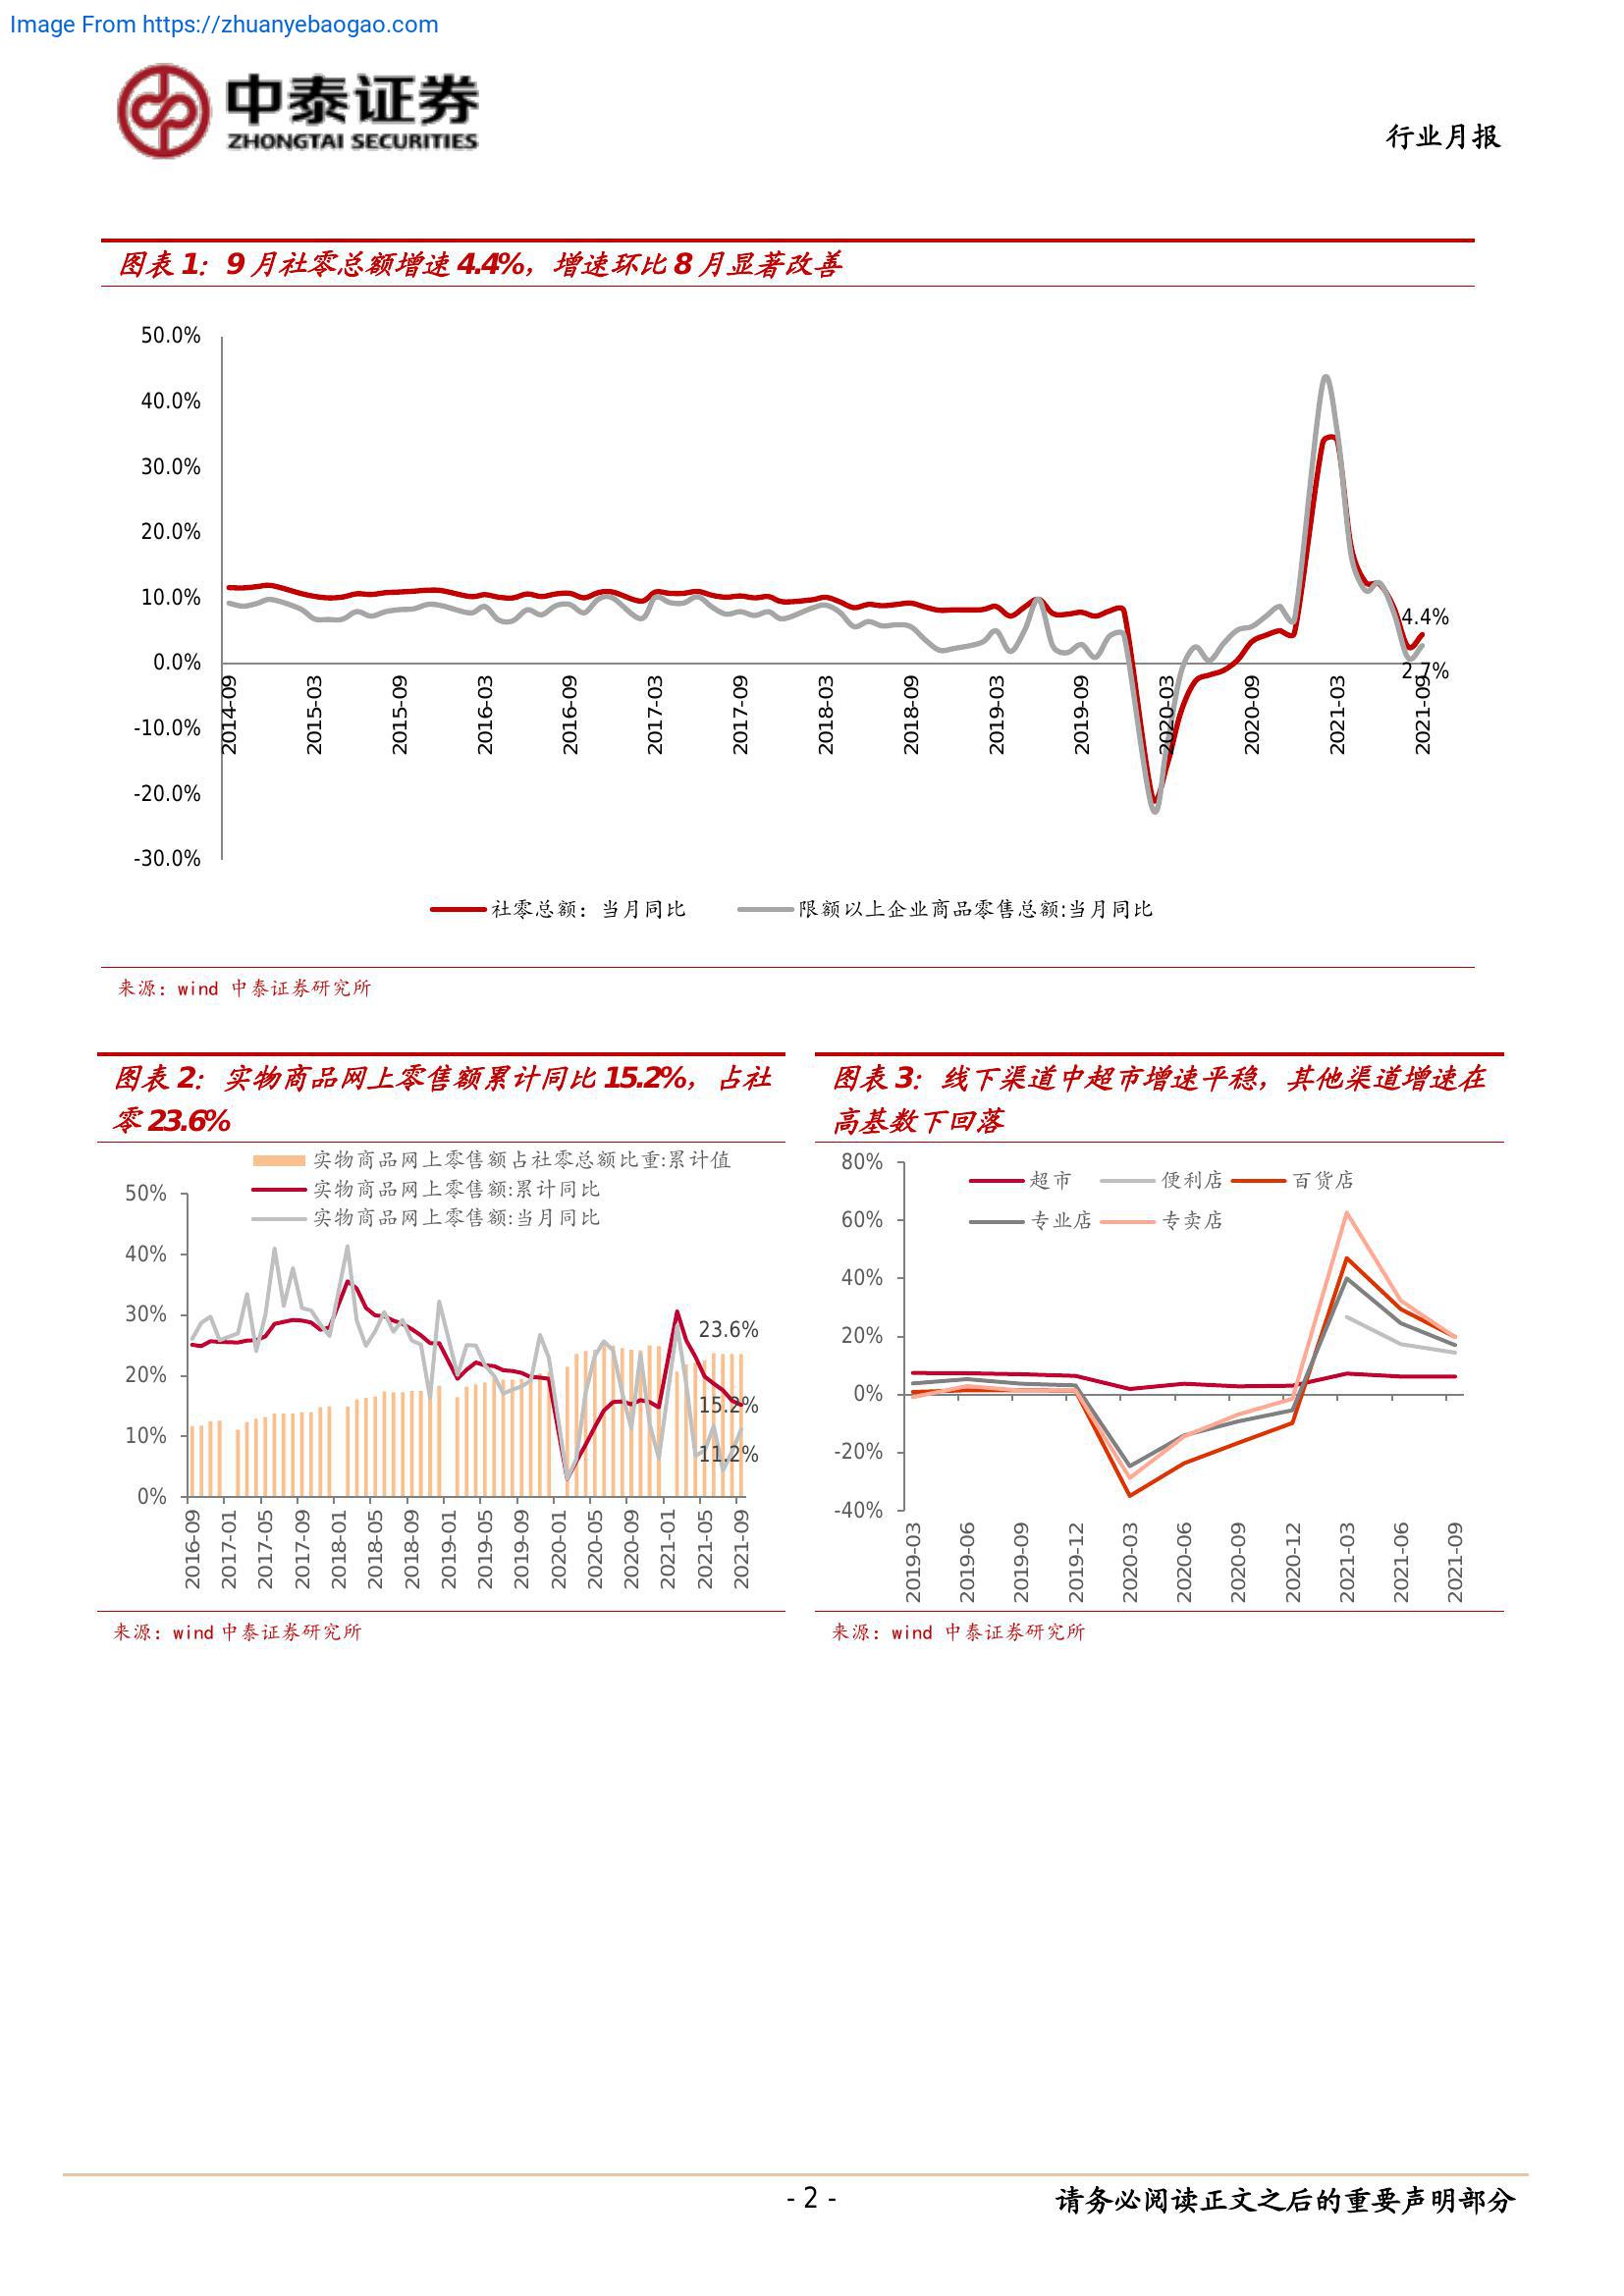 Image From https://zhuanyebaogao.com
中泰证券
ZHONGTAI SECURITIES
行业月报
图表 1：9 月社零总额增速 4.4%，增速环比 8 月显著改善
50.0%
40.0%
30.0%
20.0%
10.0%
0.0%
-10.0%
-20.0%
-30.0%
4.4%
2.7%
2014-09
2015-03
2015-09
2016-03
2016-09
2017-03
2017-09
2018-03
2018-09
2019-03
2019-09
2020-03
2020-09
2021-03
2021-09
社零总额：当月同比
限额以上企业商品零售总额:当月同比
来源：wind 中泰证券研究所
图表 2：实物商品网上零售额累计同比 15.2%，占社
零 23.6%
实物商品网上零售额占社零总额比重:累计值
实物商品网上零售额:累计同比
实物商品网上零售额:当月同比
50%
40%
30%
20%
10%
0%
23.6%
15.2%
11.2%
2016-09
2017-01
2017-05
2017-09
2018-01
2018-05
2018-09
2019-01
2019-05
2019-09
2020-01
2020-05
2020-09
2021-01
2021-05
2021-09
来源：wind 中泰证券研究所
图表 3：线下渠道中超市增速平稳，其他渠道增速在
高基数下回落
80%
60%
40%
20%
0%
-20%
-40%
超市
便利店
百货店
专业店
专卖店
2019-03
2019-06
2019-09
2019-12
2020-03
2020-06
2020-09
2020-12
2021-03
2021-06
2021-09
来源：wind 中泰证券研究所
- 2 -
请务必阅读正文之后的重要声明部分